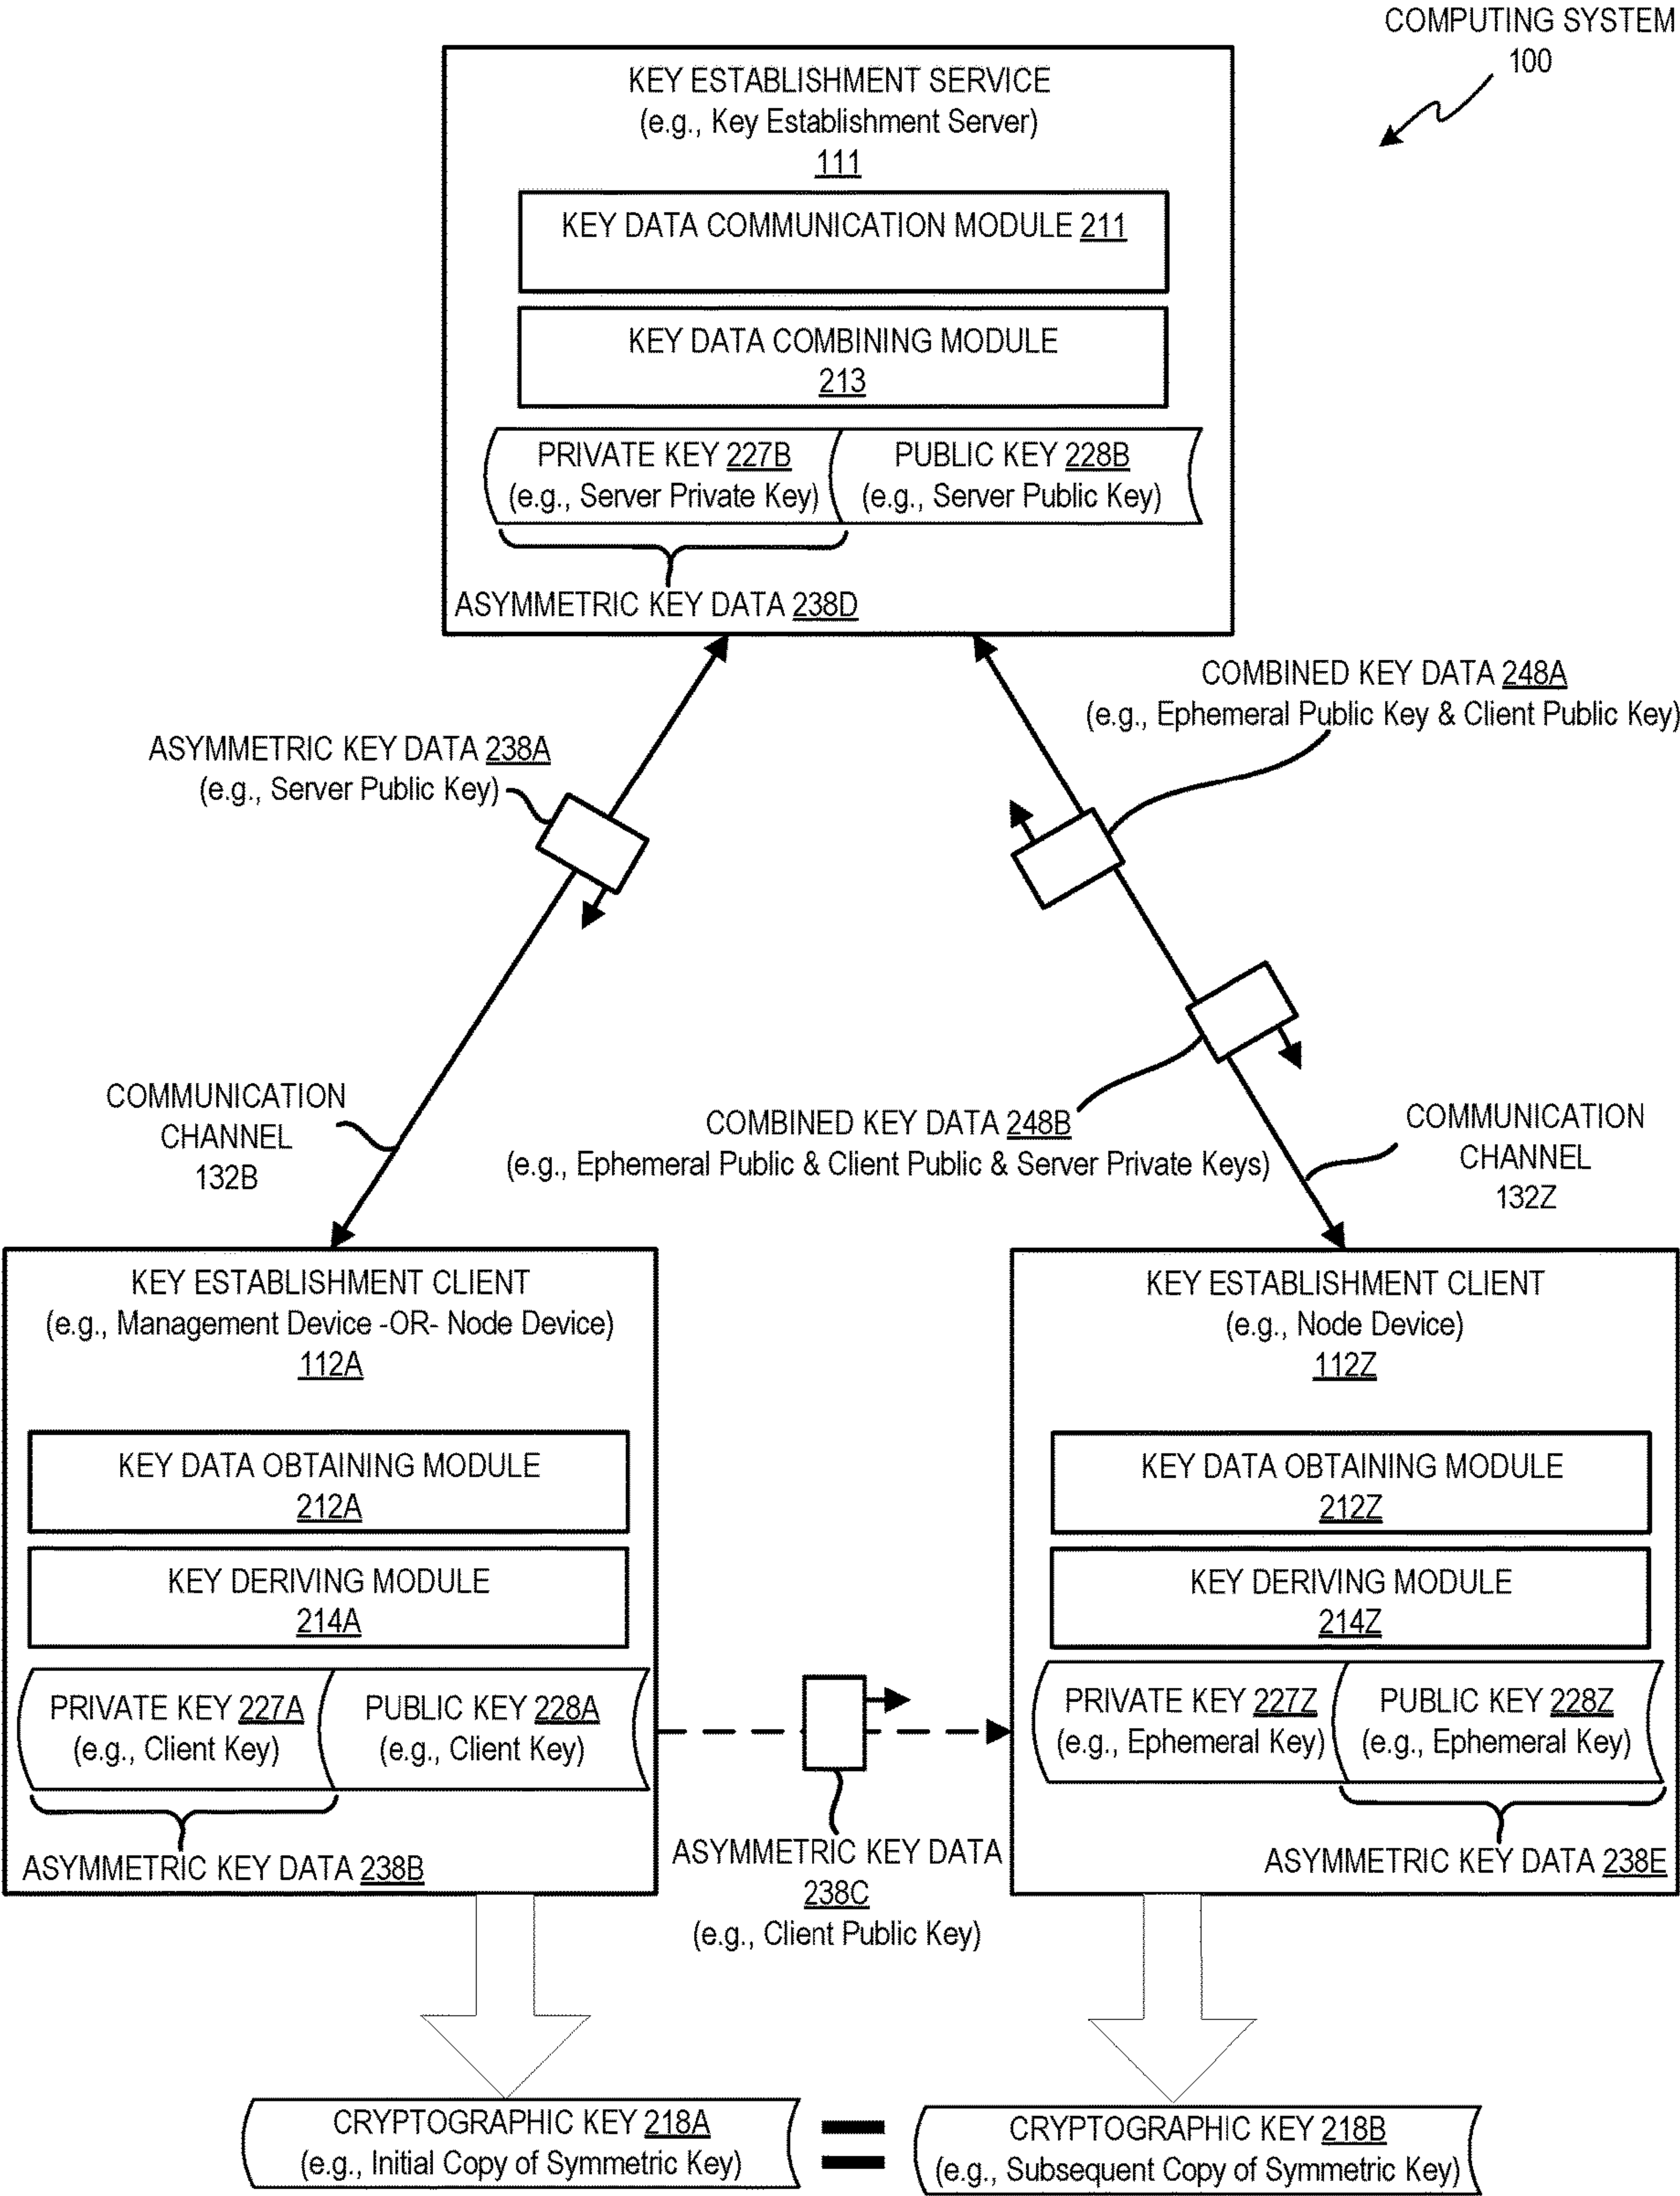 COMPUTING SYSTEM
100
KEY ESTABLISHMENT SERVICE
(e.g., Key Establishment Server)
111
KEY DATA COMMUNICATION MODULE 211
KEY DATA COMBINING MODULE
213
PRIVATE KEY 227B
(e.g., Server Private Key)
PUBLIC KEY 228B
(e.g., Server Public Key)
ASYMMETRIC KEY DATA 238D
COMBINED KEY DATA 248A
(e.g., Ephemeral Public Key & Client Public Key)
ASYMMETRIC KEY DATA 238A
(e.g., Server Public Key)
COMMUNICATION
CHANNEL
132B
COMBINED KEY DATA 248B
(e.g., Ephemeral Public & Client Public & Server Private Keys)
COMMUNICATION
CHANNEL
132Z
KEY ESTABLISHMENT CLIENT
(e.g., Management Device -OR- Node Device)
112A
KEY DATA OBTAINING MODULE
212A
KEY DERIVING MODULE
214A
PRIVATE KEY 227A
(e.g., Client Key)
PUBLIC KEY 228A
(e.g., Client Key)
ASYMMETRIC KEY DATA 238B
ASYMMETRIC KEY DATA
238C
(e.g., Client Public Key)
KEY ESTABLISHMENT CLIENT
(e.g., Node Device)
112Z
KEY DATA OBTAINING MODULE
212Z
KEY DERIVING MODULE
214Z
PRIVATE KEY 227Z
(e.g., Ephemeral Key)
PUBLIC KEY 228Z
(e.g., Ephemeral Key)
ASYMMETRIC KEY DATA 238E
CRYPTOGRAPHIC KEY 218A
(e.g., Initial Copy of Symmetric Key)
=
CRYPTOGRAPHIC KEY 218B
(e.g., Subsequent Copy of Symmetric Key)